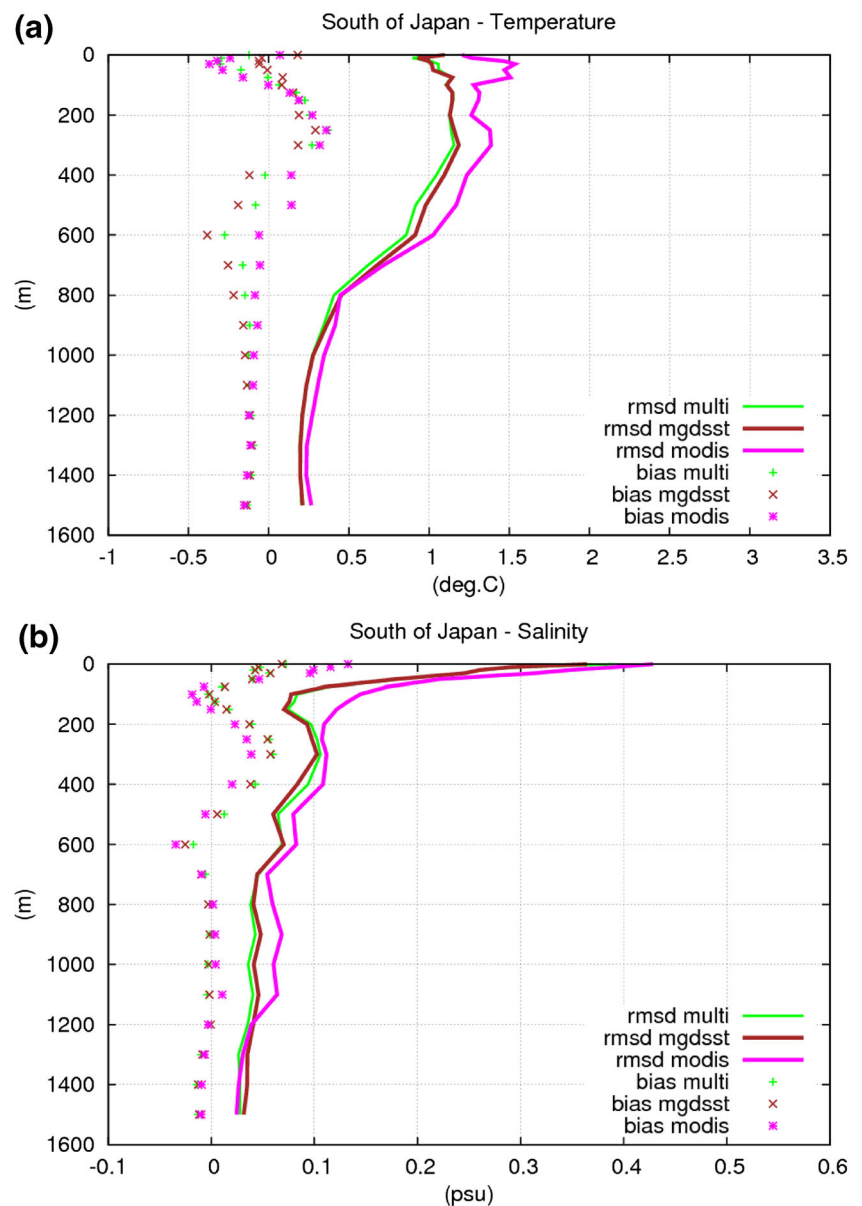 (a)
South of Japan - Temperature
0
200
400
600
800
1000
1200
1400
1600
(m)
rmsd multi
rmsd mgdsst
rmsd modis
bias multi
bias mgdsst
bias modis
-1 -0.5 0 0.5 1 1.5 2 2.5 3 3.5
(deg.C)
(b)
South of Japan - Salinity
0
200
400
600
800
1000
1200
1400
1600
(m)
rmsd multi
rmsd mgdsst
rmsd modis
bias multi
bias mgdsst
bias modis
-0.1 0 0.1 0.2 0.3 0.4 0.5 0.6
(psu)